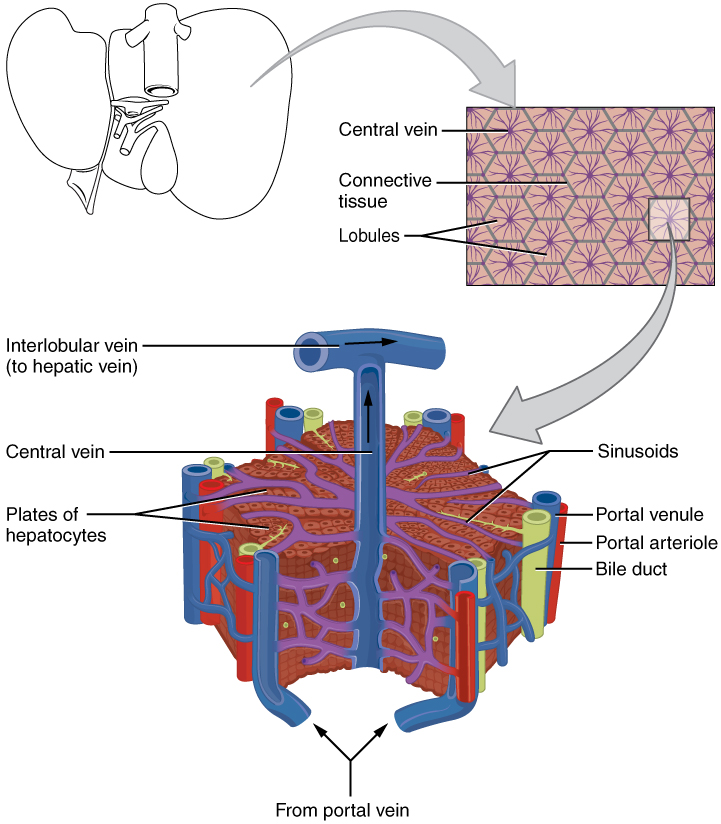 Central vein
Connective
tissue
Lobules
Interlobular vein
(to hepatic vein)
Central vein
Sinusoids
Plates of
hepatocytes
Portal venule
Portal arteriole
Bile duct
From portal vein